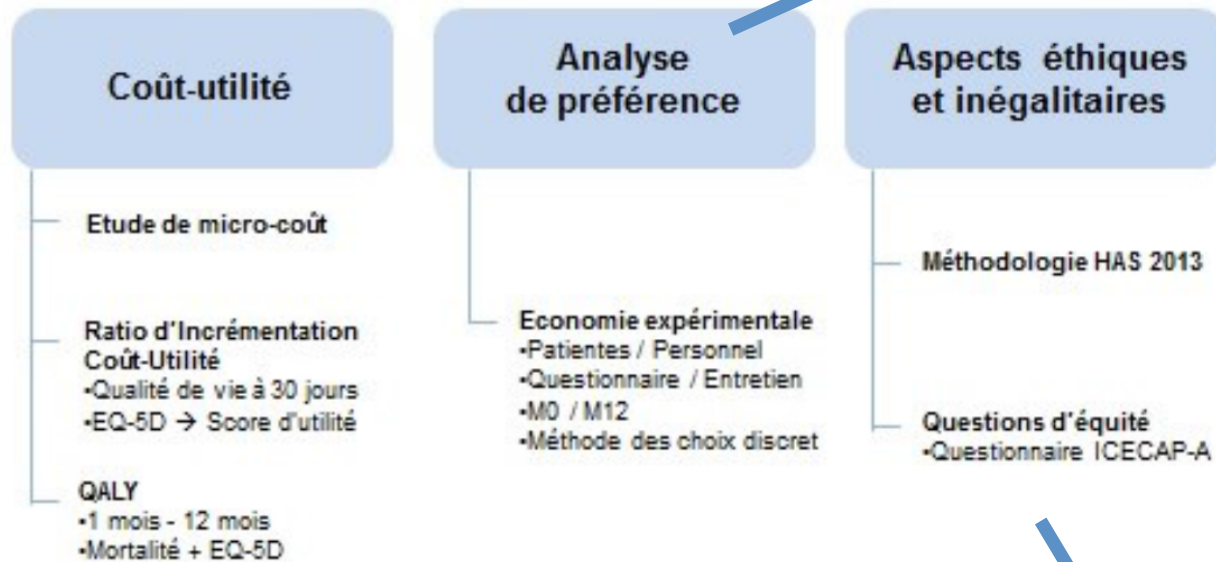 Coût-utilité
Etude de micro-coût
Ratio d'Incrémentation
Coût-Utilité
•Qualité de vie à 30 jours
•EQ-5D → Score d'utilité
QALY
•1 mois - 12 mois
•Mortalité + EQ-5D
Analyse
de préférence
Economie expérimentale
•Patientes / Personnel
•Questionnaire / Entretien
•M0 / M12
•Méthode des choix discret
Aspects éthiques
et inégalitaires
Méthodologie HAS 2013
Questions d'équité
•Questionnaire ICECAP-A